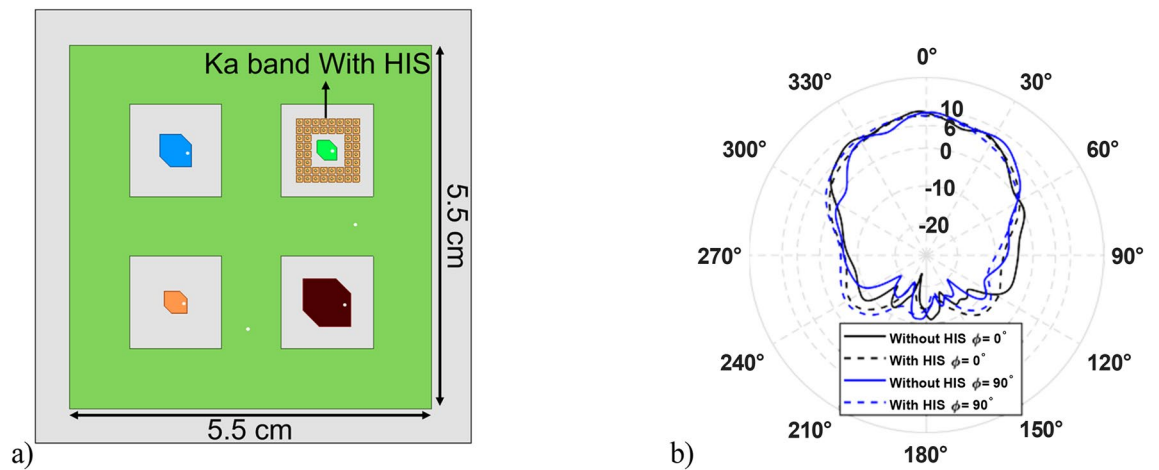 Ka band With HIS
5.5 cm
5.5 cm
a)
0°
30°
60°
90°
120°
150°
180°
210°
240°
270°
300°
330°
10
6
0
-10
-20
Without HIS ϕ= 0°
With HIS ϕ= 0°
Without HIS ϕ= 90°
With HIS ϕ= 90°
b)